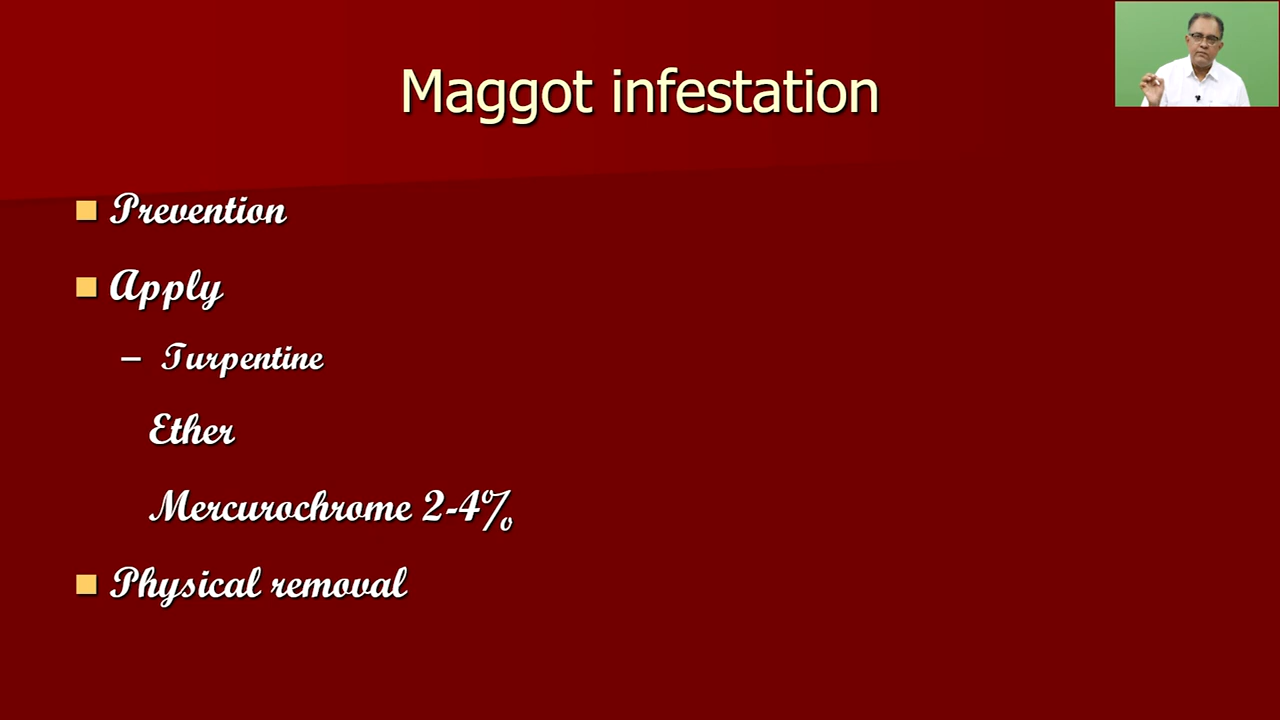 Maggot infestation
Prevention
Apply
– Turpentine
Ether
Mercurochrome 2-4%
Physical removal